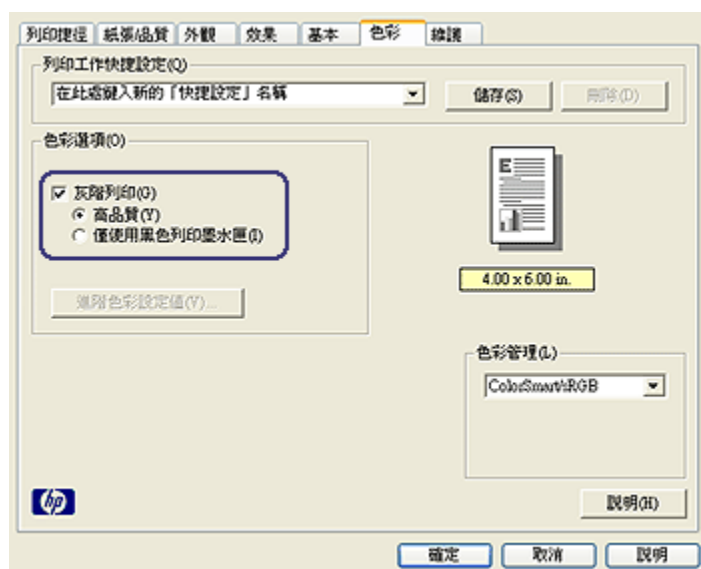 列印捷徑 紙張/品質 外觀 效果 基本 色彩 維護
列印工作快捷設定(Q)
在此處鍵入新的「快捷設定」名稱
儲存(S) 刪除(D)
色彩選項(O)
灰階列印(G)
高品質(Y)
僅使用黑色列印墨水匣(I)
E
4.00 x 6.00 in.
進階色彩設定值(V)...
色彩管理(L)
ColorSmart/sRGB
hp
說明(H)
確定 取消 說明